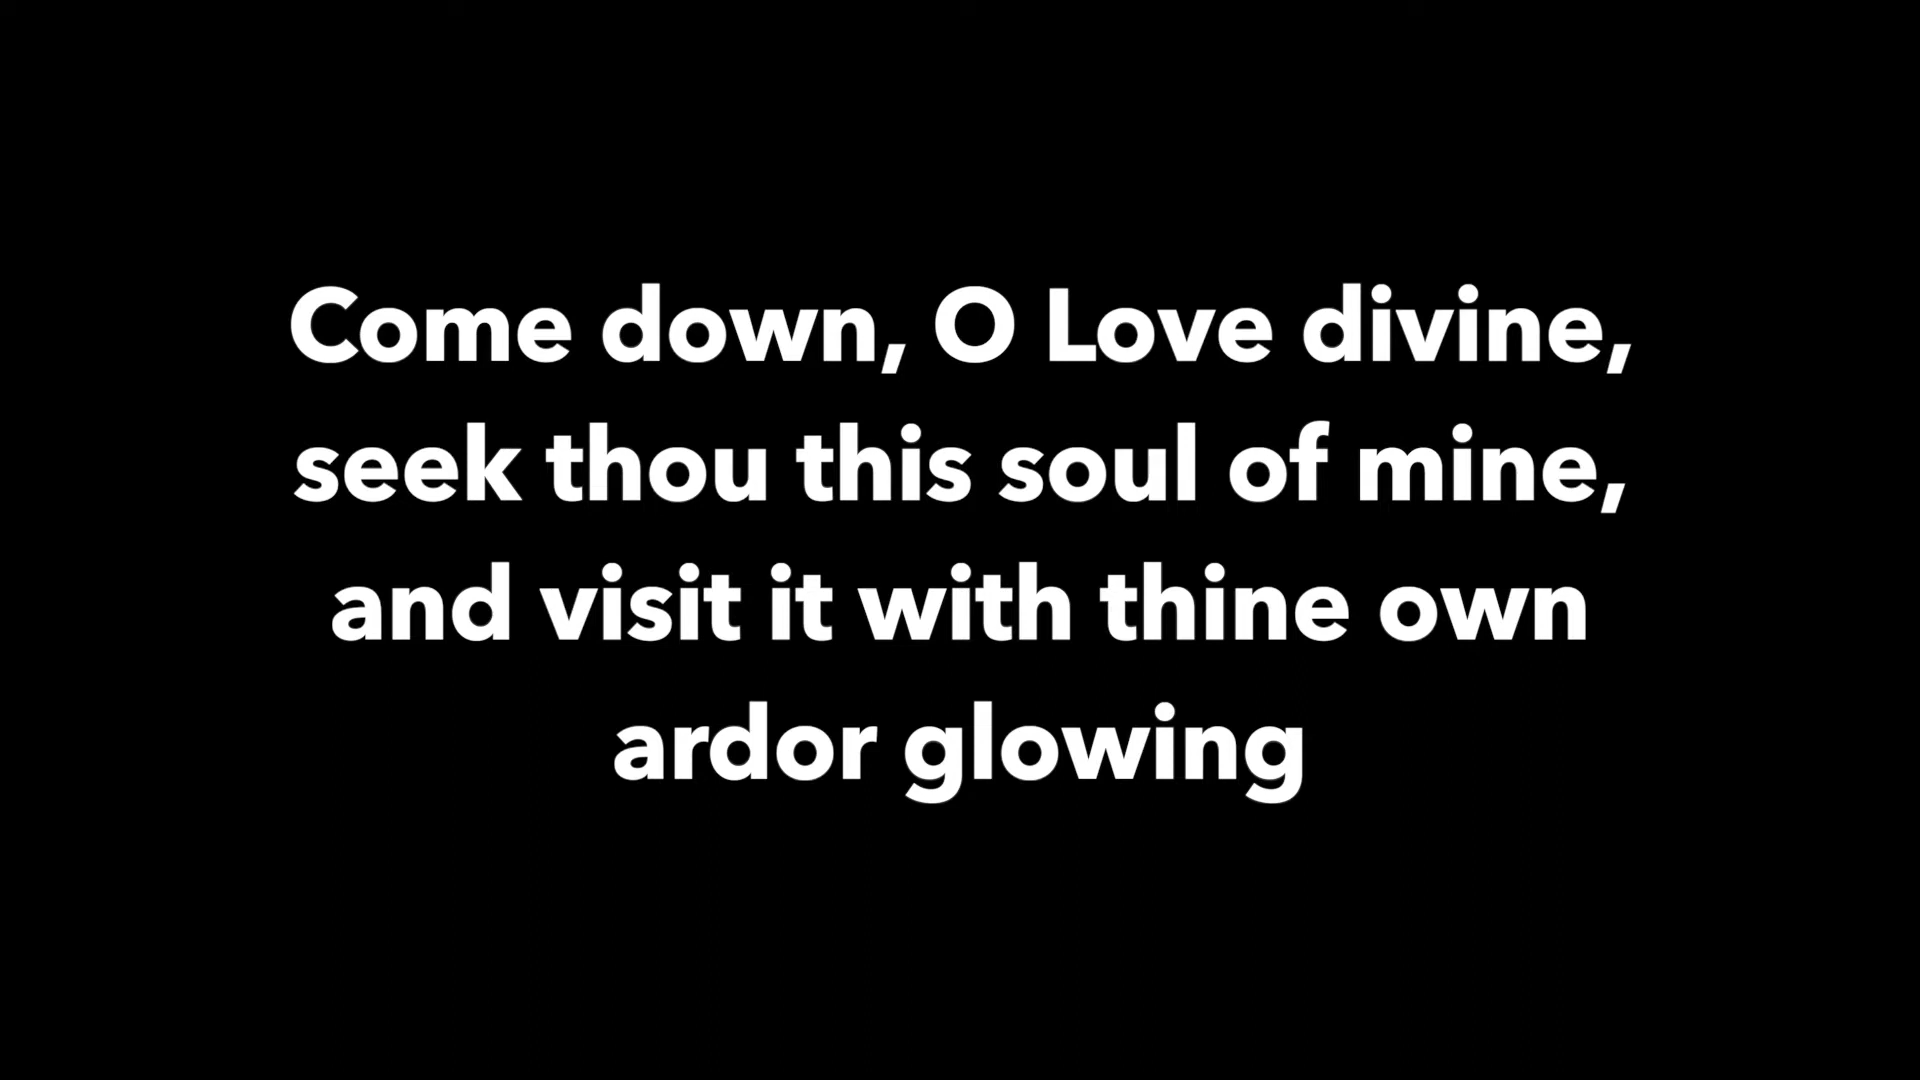 Come down, O Love divine,
seek thou this soul of mine,
and visit it with thine own
ardor glowing